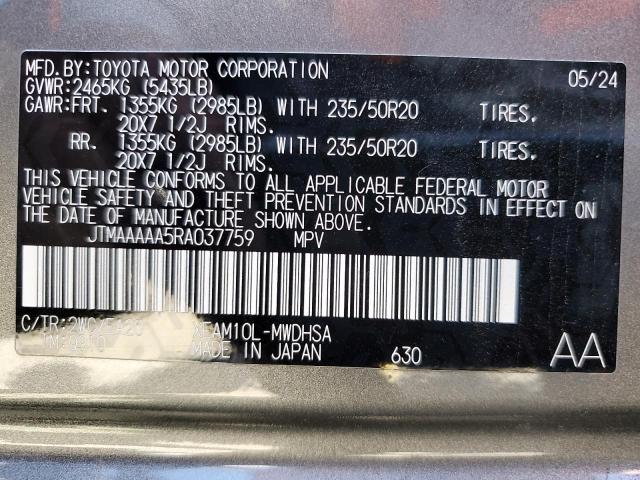 MFD.BY:TOYOTA MOTOR CORPORATION 05/24
GVWR:2465KG (5435LB)
GAWR:FRT. 1355KG (2985LB) WITH 235/50R20 TIRES.
20X7 1/2J RIMS.
RR. 1355KG (2985LB) WITH 235/50R20 TIRES.
20X7 1/2J RIMS.
THIS VEHICLE CONFORMS TO ALL APPLICABLE FEDERAL MOTOR
VEHICLE SAFETY AND THEFT PREVENTION STANDARDS IN EFFECT ON
THE DATE OF MANUFACTURE SHOWN ABOVE.
JTMAAAAA5RA037759 MPV
C/TR:2WC/EA23 XEAM10L-MWDHSA
MADE IN JAPAN 630 AA